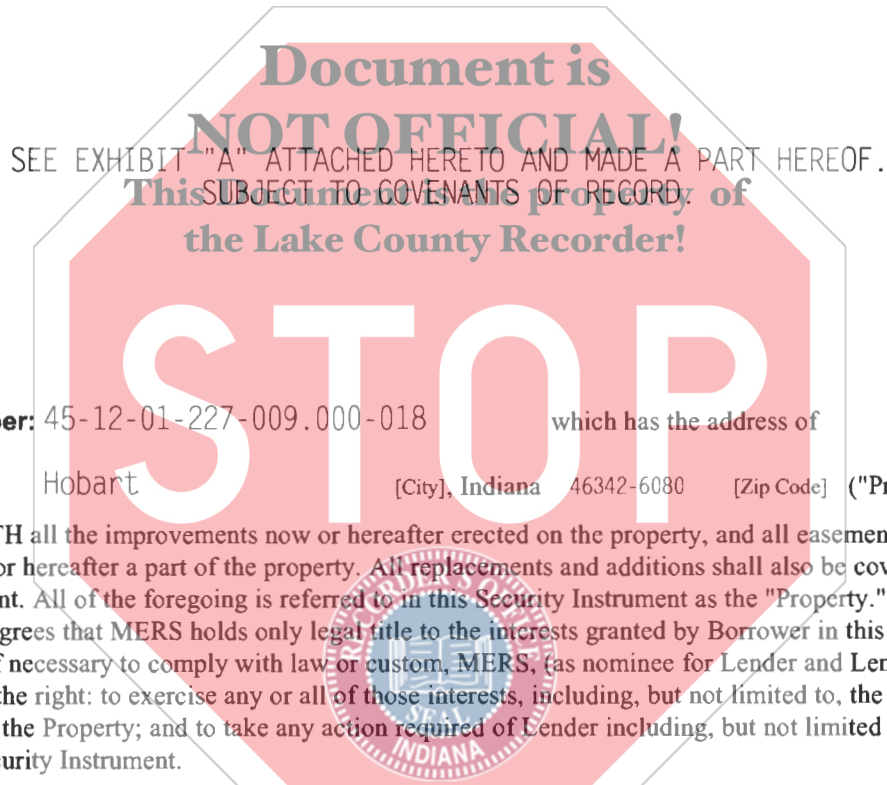 Document is
NOT OFFICIAL!
SEE EXHIBIT "A" ATTACHED HERETO AND MADE A PART HEREOF.
This Document is the property of
SUBJECT TO COVENANTS OF RECORD.
the Lake County Recorder!
STOP
er: 45-12-01-227-009.000-018 which has the address of
Hobart [City], Indiana 46342-6080 [Zip Code] ("Pr
TH all the improvements now or hereafter erected on the property, and all easemen
or hereafter a part of the property. All replacements and additions shall also be cov
nt. All of the foregoing is referred to in this Security Instrument as the "Property."
grees that MERS holds only legal title to the interests granted by Borrower in this
f necessary to comply with law or custom, MERS, (as nominee for Lender and Len
the right: to exercise any or all of those interests, including, but not limited to, the
the Property; and to take any action required of Lender including, but not limited
urity Instrument.
RECORDER'S OFFICE
SEAL
INDIANA